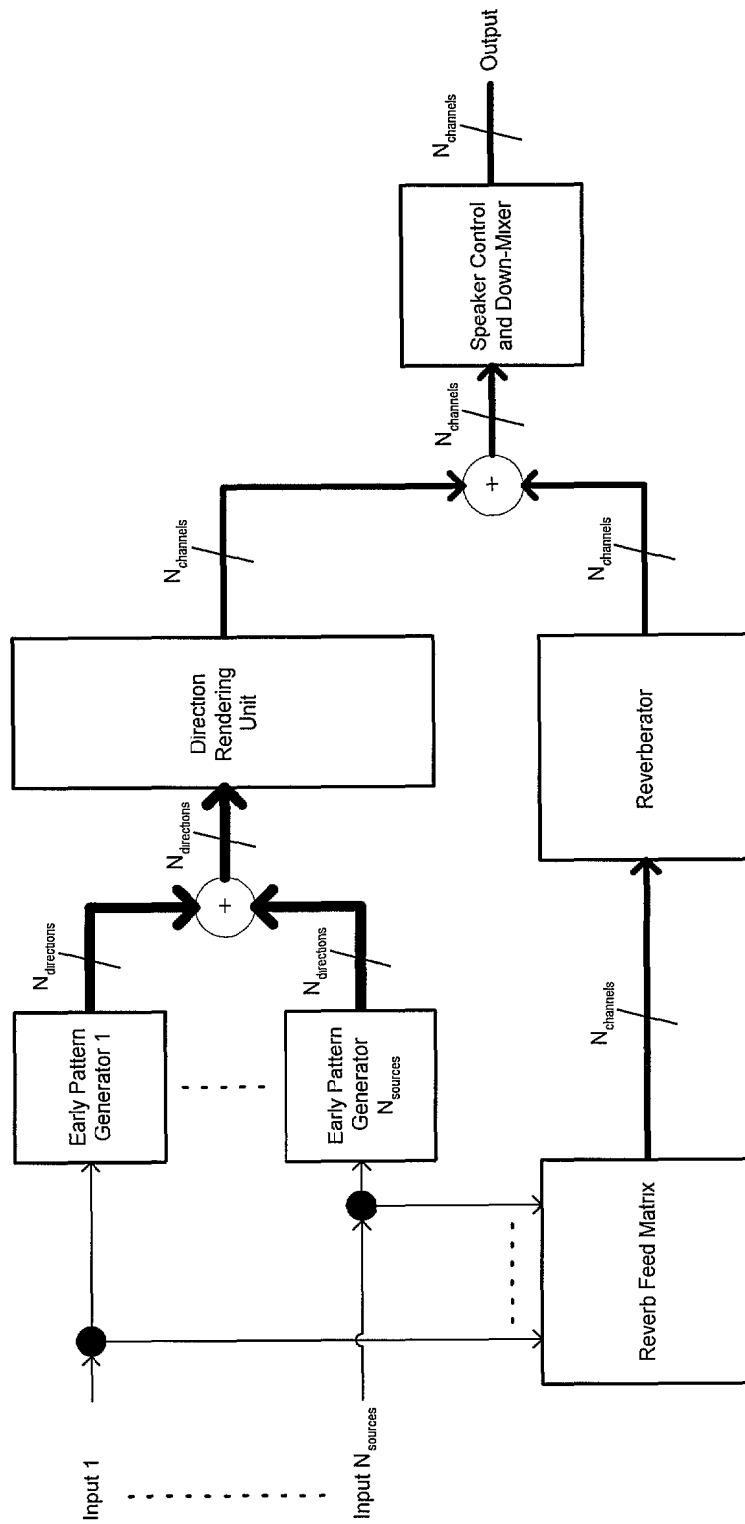 Input 1
Input N_sources
Early Pattern
Generator 1
Early Pattern
Generator
N_sources
N_directions
N_directions
+
N_directions
Direction
Rendering
Unit
N_channels
Reverb Feed Matrix
N_channels
Reverberator
N_channels
+
N_channels
Speaker Control
and Down-Mixer
N_channels
Output